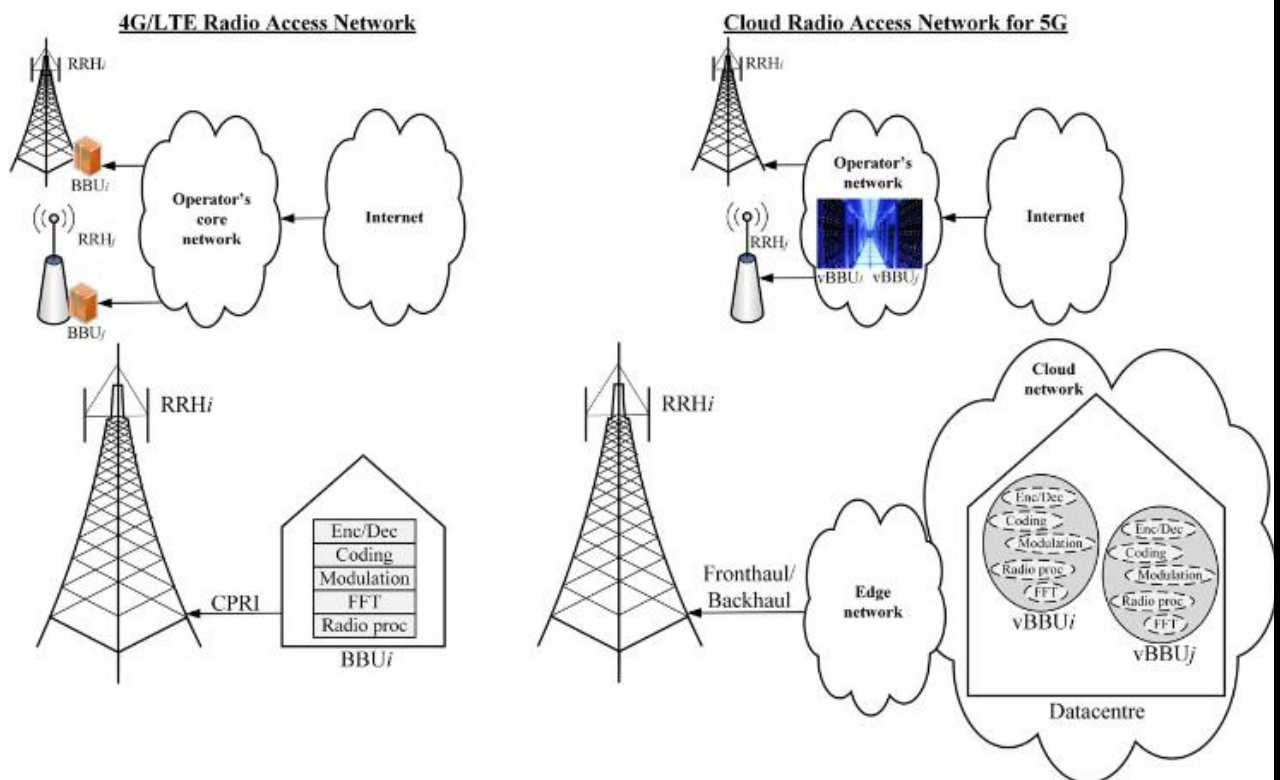 4G/LTE Radio Access Network
RRHi
BBUi
Operator's
core
network
Internet
RRHj
BBUj
Cloud Radio Access Network for 5G
RRHi
Operator's
network
Internet
RRHj
vBBUi vBBUj
RRHi
CPRI
Enc/Dec
Coding
Modulation
FFT
Radio proc
BBUi
RRHi
Fronthaul/
Backhaul
Edge
network
Cloud
network
Enc/Dec
Coding
Modulation
Radio proc
FFT
vBBUi
Enc/Dec
Coding
Modulation
Radio proc
FFT
vBBUj
Datacentre